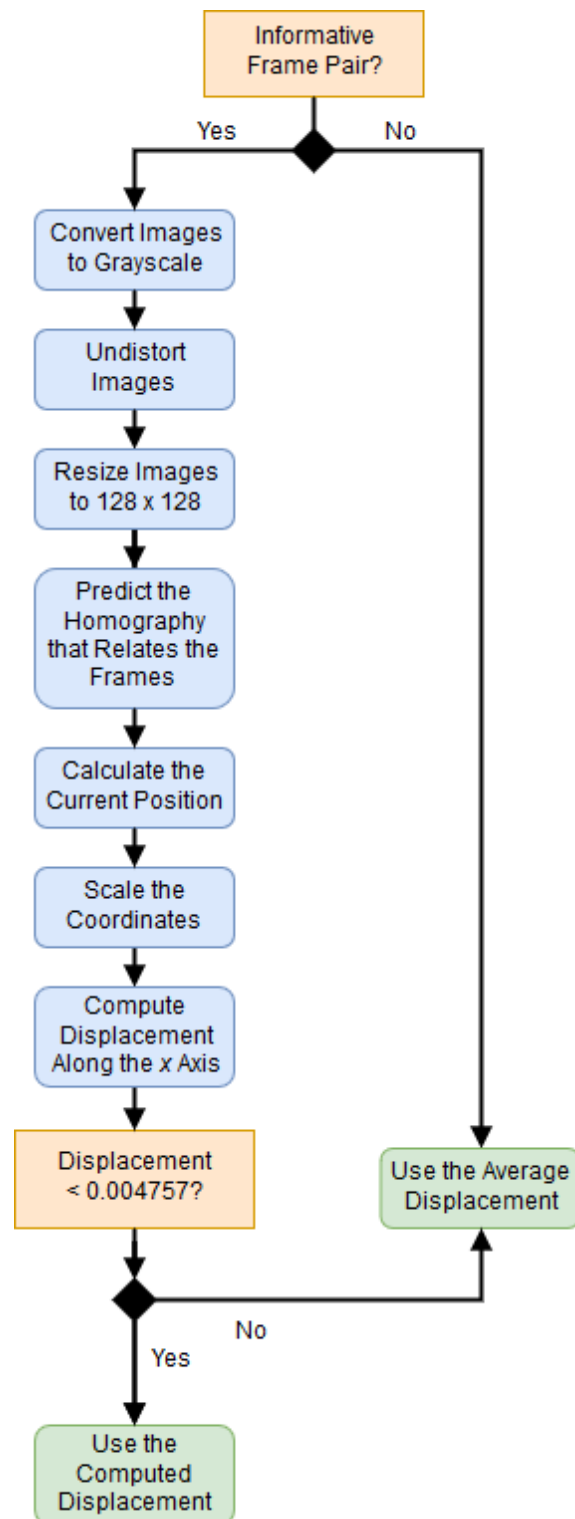 Informative
Frame Pair?
Yes
No
Convert Images
to Grayscale
Undistort
Images
Resize Images
to 128 x 128
Predict the
Homography
that Relates the
Frames
Calculate the
Current Position
Scale the
Coordinates
Compute
Displacement
Along the x Axis
Displacement
< 0.004757?
Use the Average
Displacement
No
Yes
Use the
Computed
Displacement